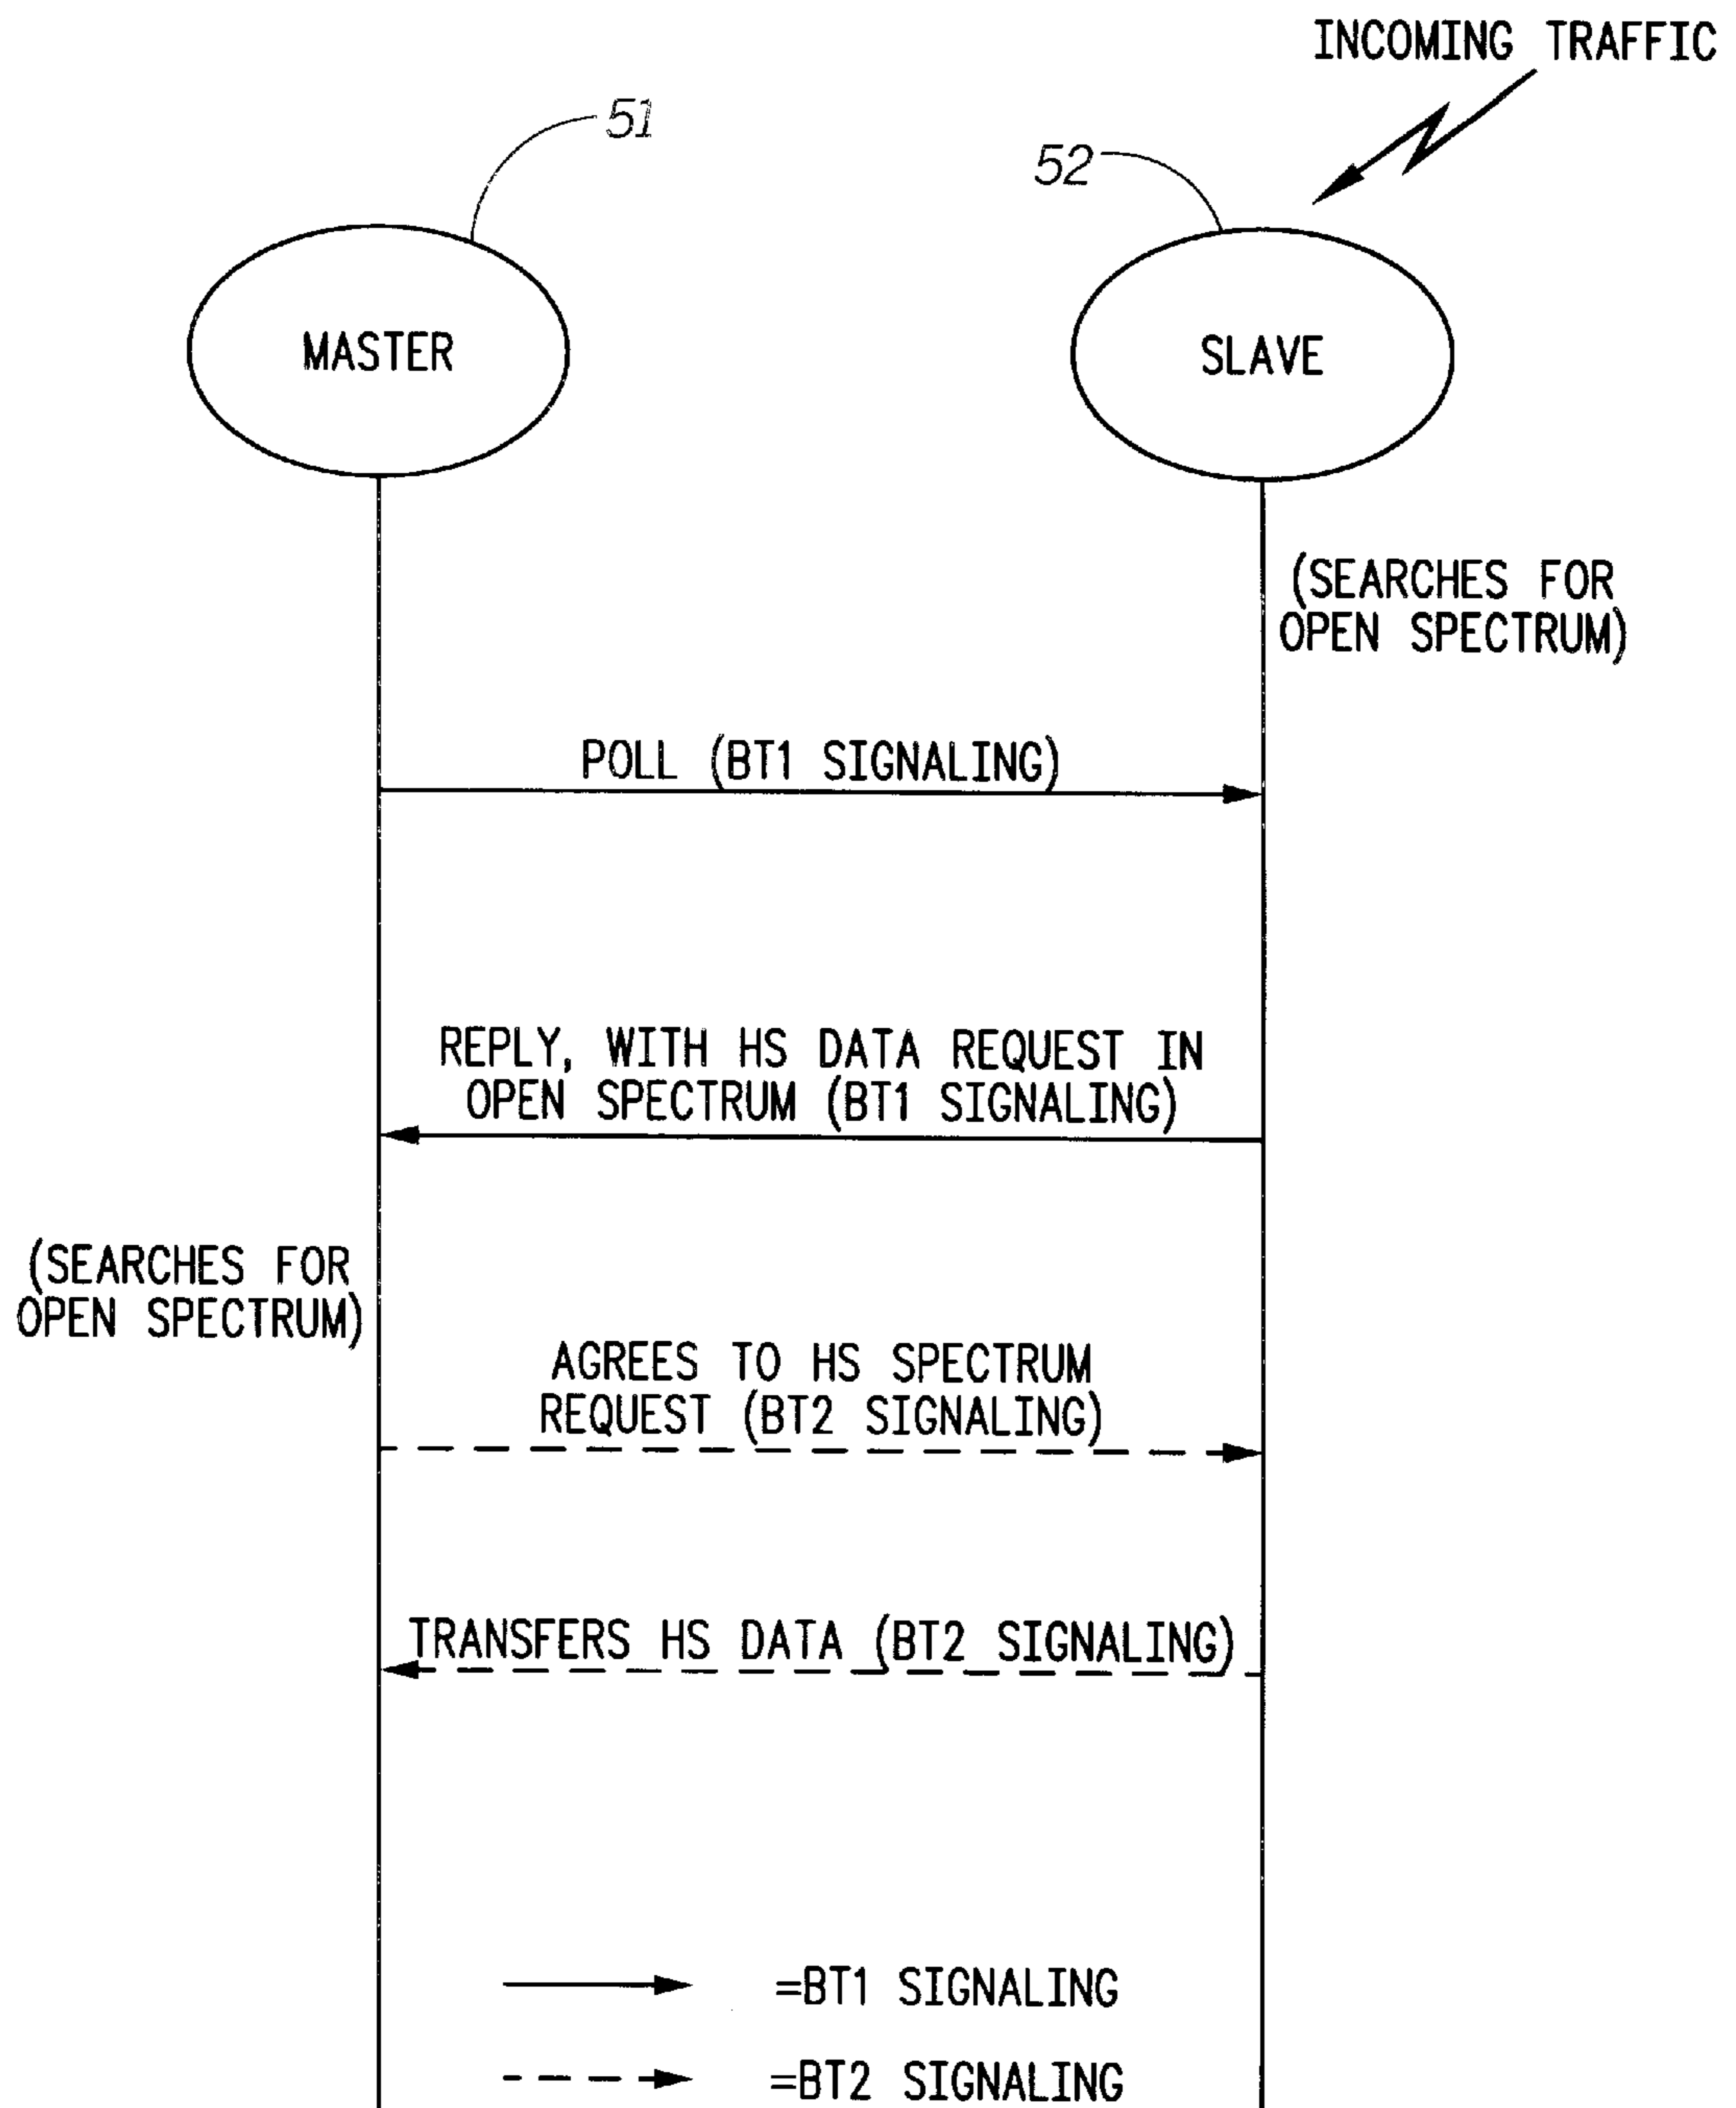 INCOMING TRAFFIC
51
52
MASTER
SLAVE
(SEARCHES FOR
OPEN SPECTRUM)
POLL (BT1 SIGNALING)
REPLY, WITH HS DATA REQUEST IN
OPEN SPECTRUM (BT1 SIGNALING)
(SEARCHES FOR
OPEN SPECTRUM)
AGREES TO HS SPECTRUM
REQUEST (BT2 SIGNALING)
TRANSFERS HS DATA (BT2 SIGNALING)
=BT1 SIGNALING
=BT2 SIGNALING